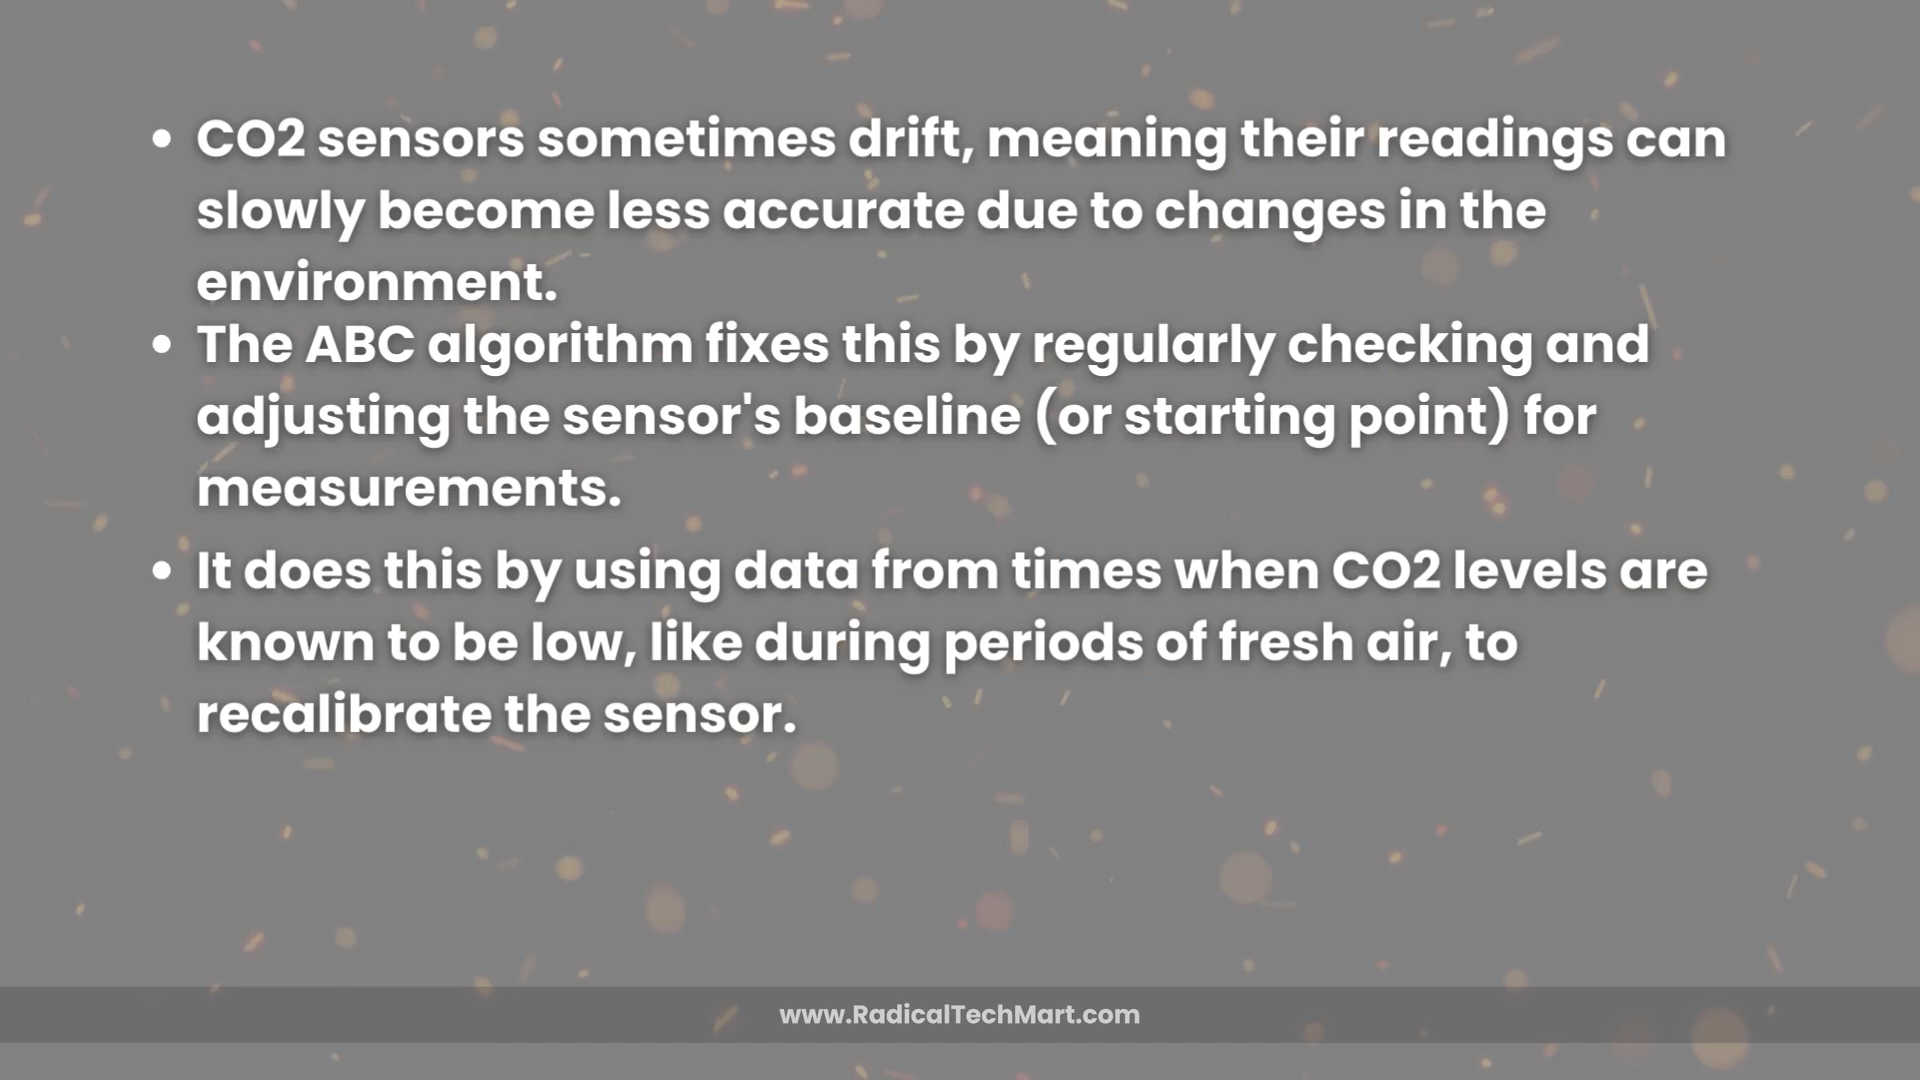 • CO2 sensors sometimes drift, meaning their readings can
slowly become less accurate due to changes in the
environment.
• The ABC algorithm fixes this by regularly checking and
adjusting the sensor's baseline (or starting point) for
measurements.
• It does this by using data from times when CO2 levels are
known to be low, like during periods of fresh air, to
recalibrate the sensor.
www.RadicalTechMart.com